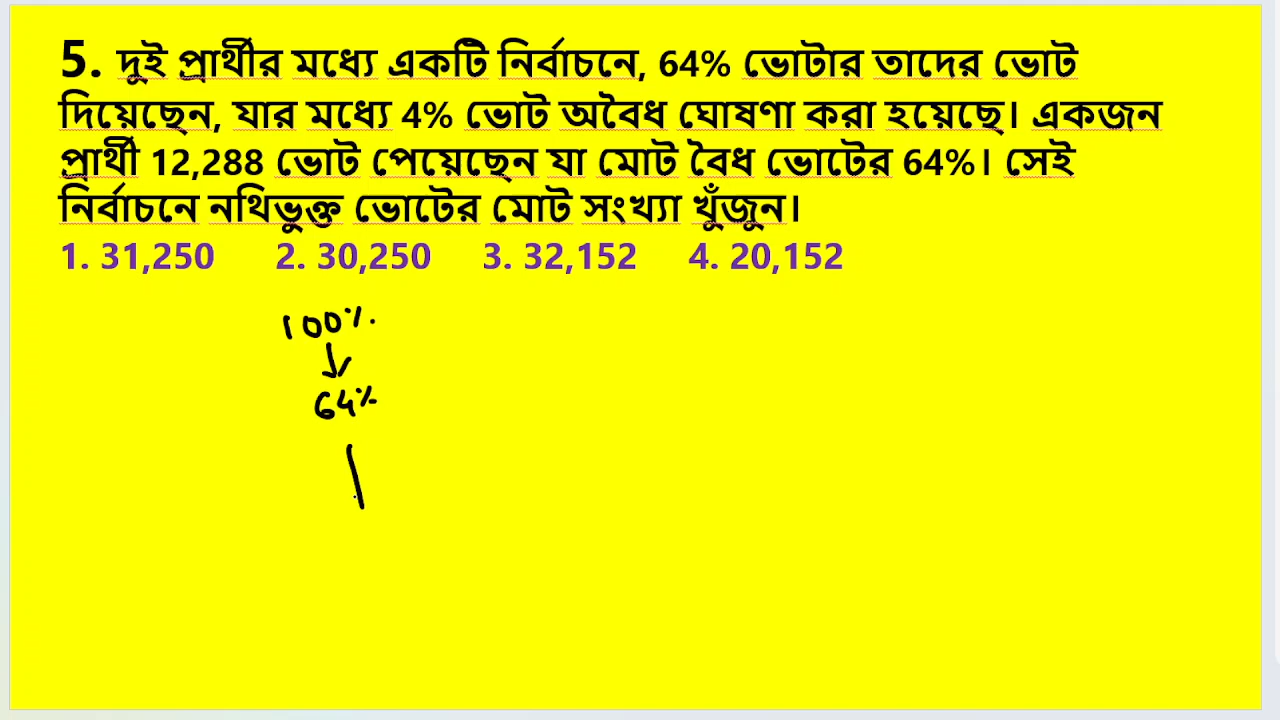 5. দুই প্রার্থীর মধ্যে একটি নির্বাচনে, 64% ভোটার তাদের ভোট
দিয়েছেন, যার মধ্যে 4% ভোট অবৈধ ঘোষণা করা হয়েছে। একজন
প্রার্থী 12,288 ভোট পেয়েছেন যা মোট বৈধ ভোটের 64%। সেই
নির্বাচনে নথিভুক্ত ভোটের মোট সংখ্যা খুঁজুন।
1. 31,250 2. 30,250 3. 32,152 4. 20,152
100%.
64%